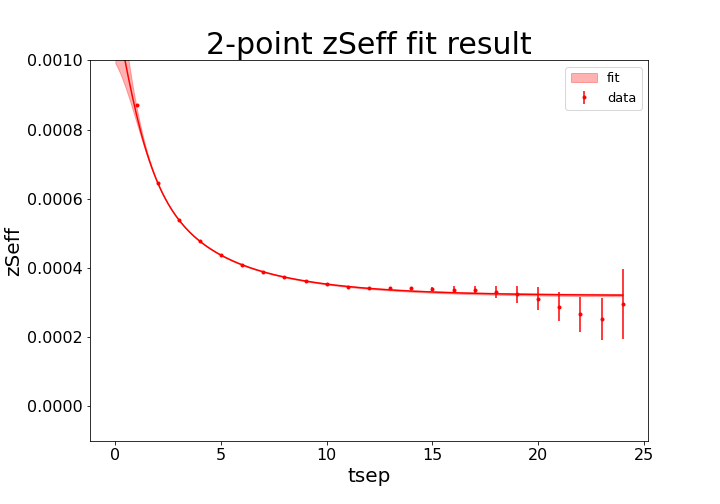 2-point zSeff fit result
fit
data
0.0010
0.0008
0.0006
0.0004
0.0002
0.0000
zSeff
0 5 10 15 20 25
tsep